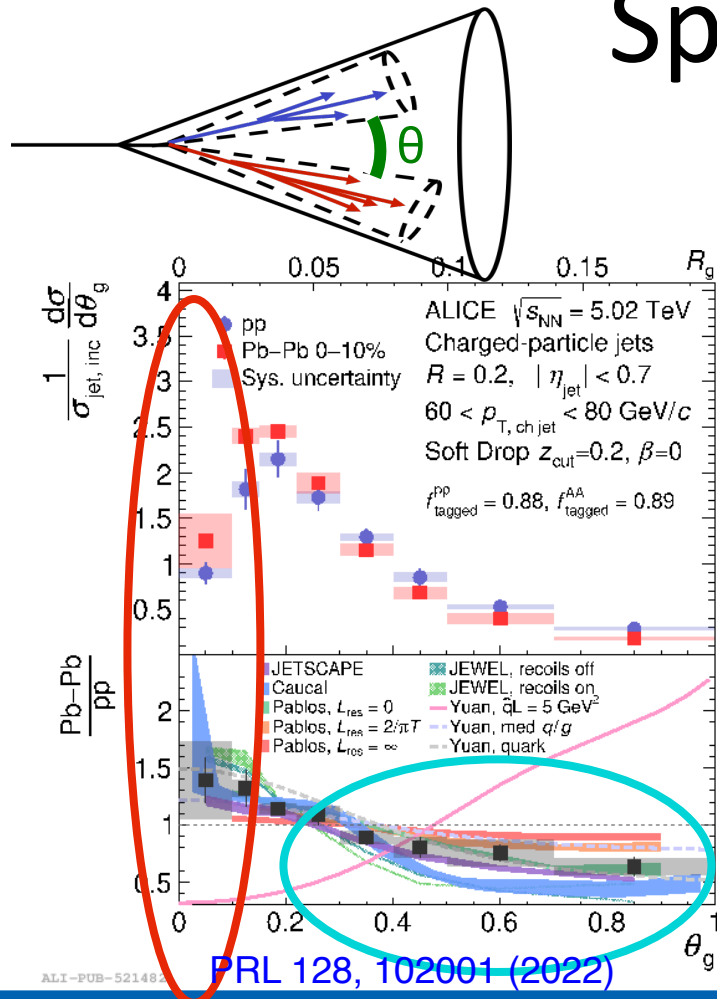 Sp
θ
0 0.05 0.1 0.15 R_g
1/σ_jet, inc dσ/dθ_g
4
3.5
3
2.5
2
1.5
1
0.5
pp
Pb–Pb 0–10%
Sys. uncertainty
ALICE √s_NN = 5.02 TeV
Charged-particle jets
R = 0.2, | η_jet | < 0.7
60 < p_T, ch jet < 80 GeV/c
Soft Drop z_cut=0.2, β=0
f^pp_tagged = 0.88, f^AA_tagged = 0.89
Pb–Pb/pp
2
1.5
1
0.5
JETSCAPE
Caucal
Pablos, L_res = 0
Pablos, L_res = 2/πT
Pablos, L_res = ∞
JEWEL, recoils off
JEWEL, recoils on
Yuan, q̂L = 5 GeV²
Yuan, med q/g
Yuan, quark
0 0.2 0.4 0.6 0.8 1
θ_g
ALI-PUB-521482
PRL 128, 102001 (2022)